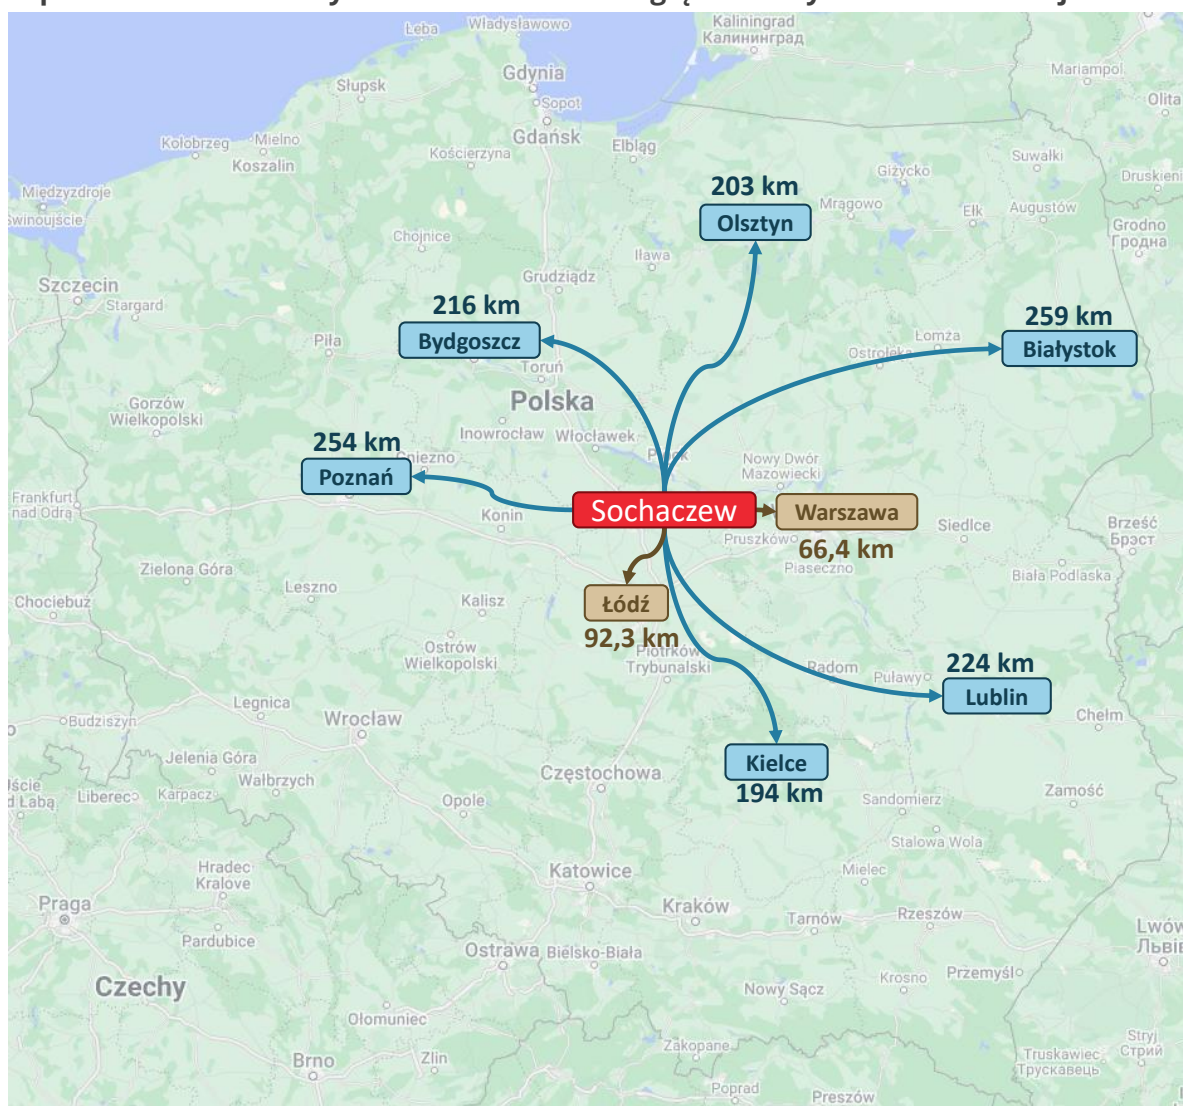 Łeba
Władysławowo
Kaliningrad
Калининград
Gdynia
Słupsk
Sopot
Gdańsk
Mariampol
Olita
Kołobrzeg
Mielno
Koszalin
Kościerzyna
Elbląg
Suwałki
Giżycko
Druskieni
Międzyzdroje
Świnoujście
203 km
Olsztyn
Mrągowo
Ełk
Augustów
Grodno
Гродна
Chojnice
Iława
Szczecin
Stargard
Grudziądz
216 km
Bydgoszcz
259 km
Białystok
Łomża
Ostrołęka
Piła
Toruń
Polska
Gorzów
Wielkopolski
Inowrocław
Włocławek
254 km
Poznań
Gniezno
Nowy Dwór
Mazowiecki
Frankfurt
nad Odrą
Konin
Sochaczew
Warszawa
66,4 km
Pruszków
Piaseczno
Siedlce
Brześć
Брэст
Zielona Góra
Leszno
Kalisz
Biała Podlaska
Chociebuż
Łódź
92,3 km
Ostrów
Wielkopolski
Piotrków
Trybunalski
Radom
Puławy
224 km
Lublin
Legnica
Wrocław
Budziszyn
Chełm
Kielce
194 km
Jelenia Góra
Wałbrzych
Częstochowa
Liberec
Karpacz
Opole
Sandomierz
Zamość
Stalowa Wola
Hradec
Kralove
Katowice
Mielec
Praga
Kraków
Tarnów
Rzeszów
Pardubice
Ostrawa
Bielsko-Biała
Lwów
Czechy
Nowy Sącz
Krosno
Przemyśl
Ołomuniec
Brno
Zlin
Zakopane
Poprad
Preszów
Stryj
Стрий
Truskawiec
Трускавець